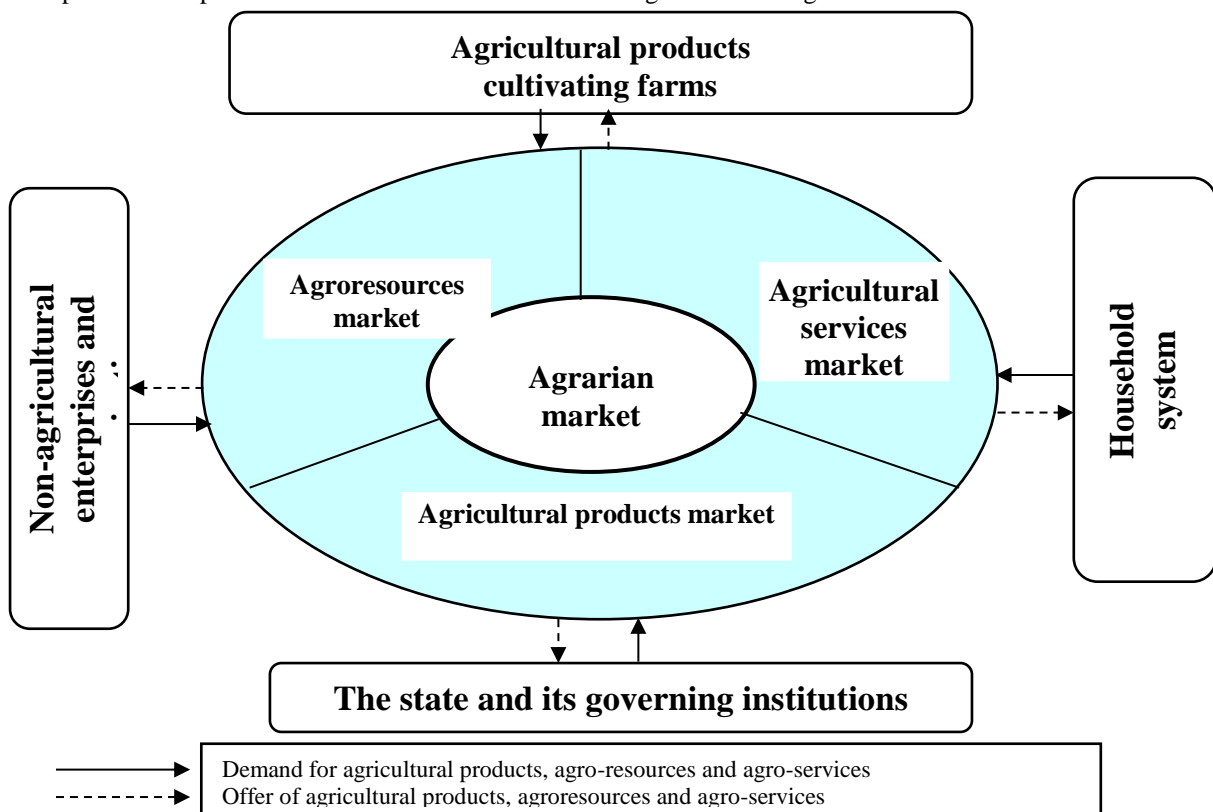 Agricultural products
cultivating farms
Non-agricultural
enterprises and
Agroresources
market
Agricultural
services
market
Agrarian
market
Household
system
Agricultural products market
The state and its governing institutions
Demand for agricultural products, agro-resources and agro-services
Offer of agricultural products, agroresources and agro-services